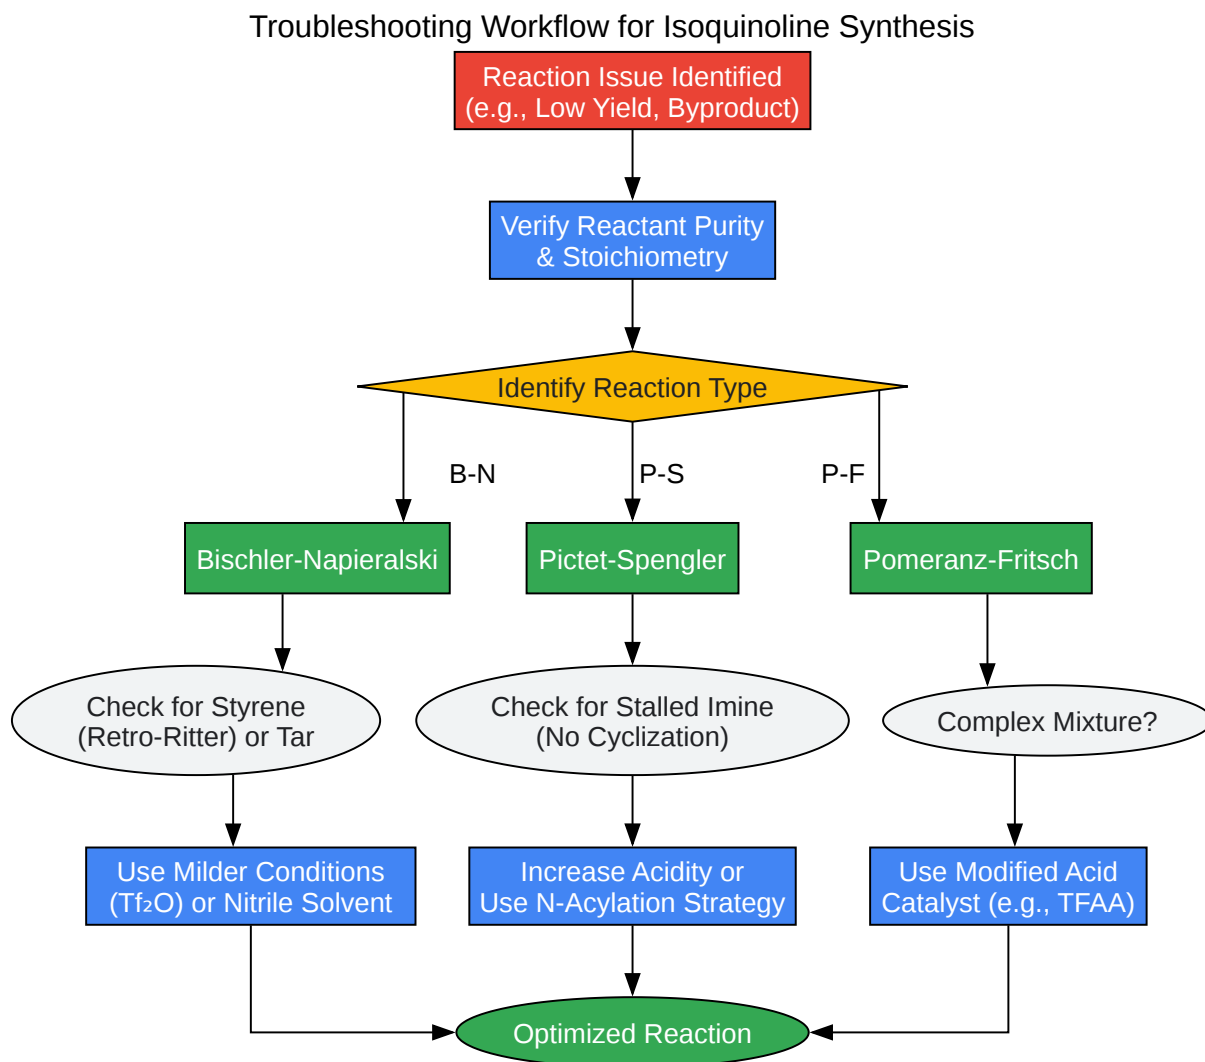 Troubleshooting Workflow for Isoquinoline Synthesis
Reaction Issue Identified
(e.g., Low Yield, Byproduct)
Verify Reactant Purity
& Stoichiometry
Identify Reaction Type
B-N
P-S
P-F
Bischler-Napieralski
Pictet-Spengler
Pomeranz-Fritsch
Check for Styrene
(Retro-Ritter) or Tar
Check for Stalled Imine
(No Cyclization)
Complex Mixture?
Use Milder Conditions
(Tf₂O) or Nitrile Solvent
Increase Acidity or
Use N-Acylation Strategy
Use Modified Acid
Catalyst (e.g., TFAA)
Optimized Reaction